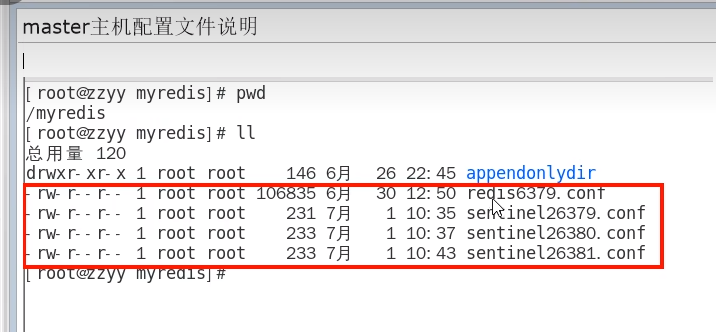 master主机配置文件说明
[root@zzyy myredis]# pwd
/myredis
[root@zzyy myredis]# ll
总用量 120
drwxr-xr-x 1 root root 146 6月 26 22:45 appendonlydir
-rw-r--r-- 1 root root 106835 6月 30 12:50 redis6379.conf
-rw-r--r-- 1 root root 231 7月 1 10:35 sentinel26379.conf
-rw-r--r-- 1 root root 233 7月 1 10:37 sentinel26380.conf
-rw-r--r-- 1 root root 233 7月 1 10:43 sentinel26381.conf
[root@zzyy myredis]#